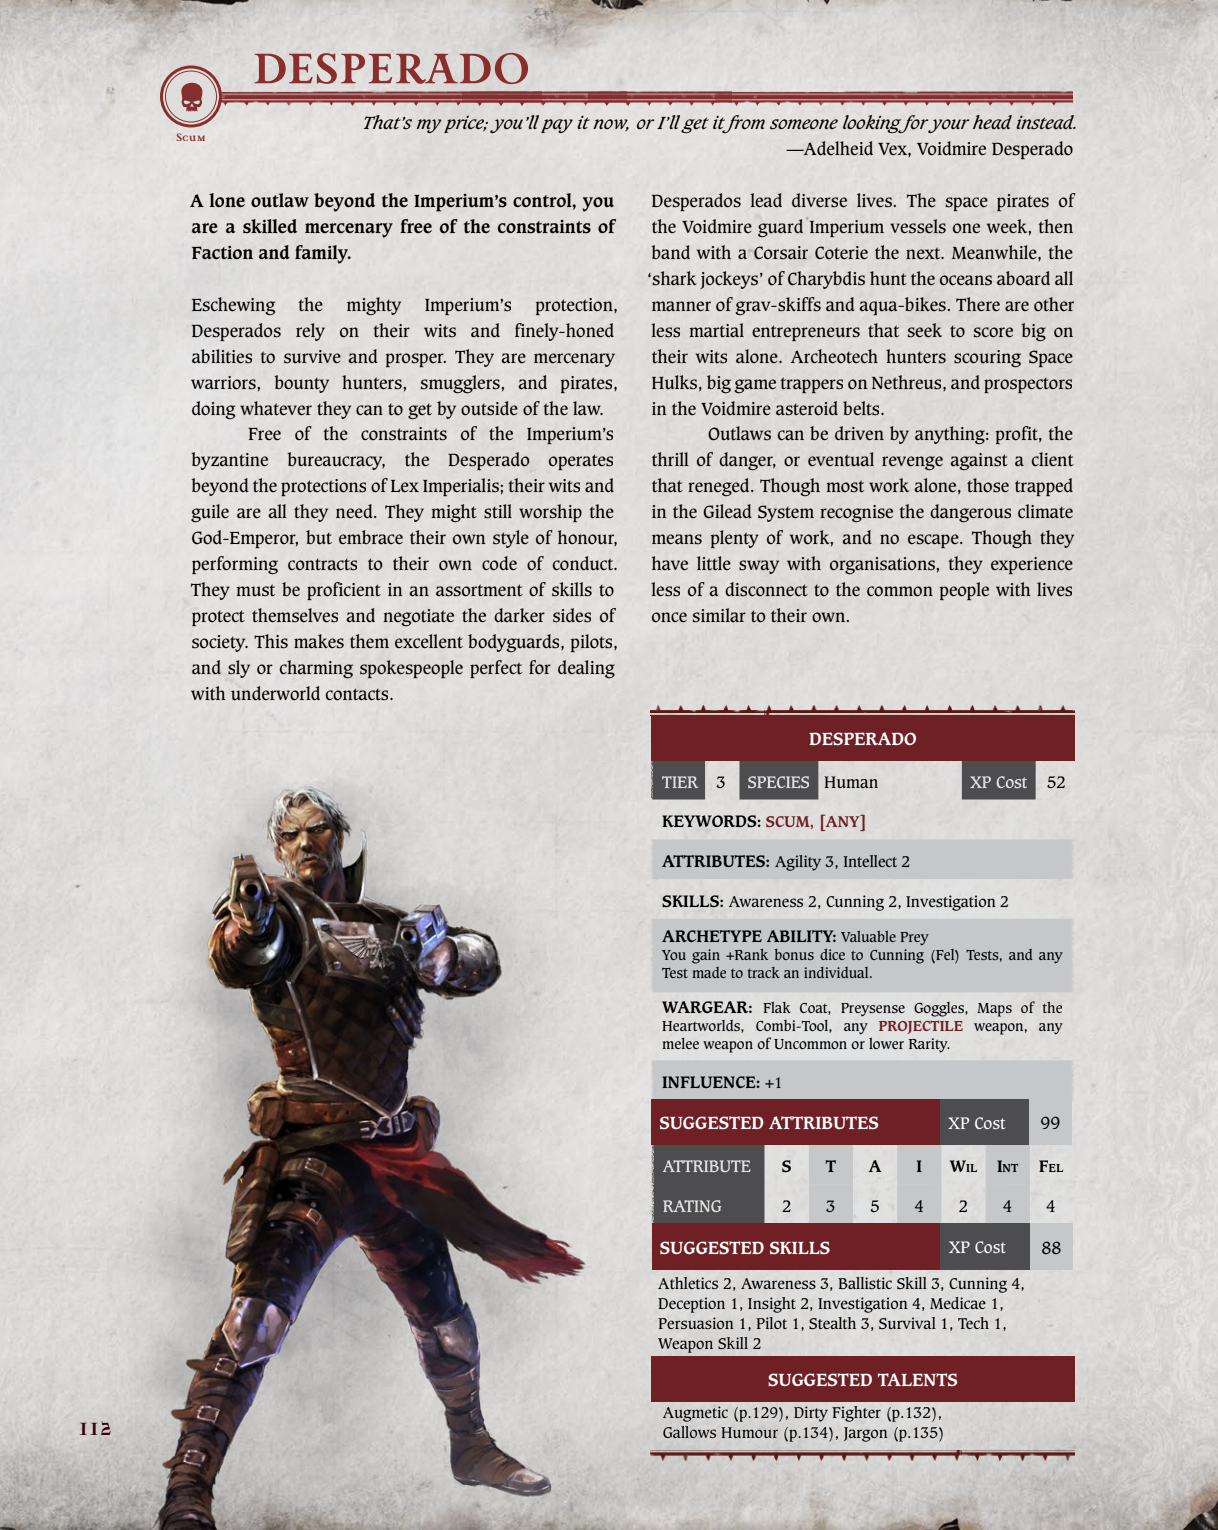 DESPERADO
Scum
That's my price; you'll pay it now, or I'll get it from someone looking for your head instead.
—Adelheid Vex, Voidmire Desperado
A lone outlaw beyond the Imperium's control, you
are a skilled mercenary free of the constraints of
Faction and family.
Eschewing the mighty Imperium's protection,
Desperados rely on their wits and finely-honed
abilities to survive and prosper. They are mercenary
warriors, bounty hunters, smugglers, and pirates,
doing whatever they can to get by outside of the law.
Free of the constraints of the Imperium's
byzantine bureaucracy, the Desperado operates
beyond the protections of Lex Imperialis; their wits and
guile are all they need. They might still worship the
God-Emperor, but embrace their own style of honour,
performing contracts to their own code of conduct.
They must be proficient in an assortment of skills to
protect themselves and negotiate the darker sides of
society. This makes them excellent bodyguards, pilots,
and sly or charming spokespeople perfect for dealing
with underworld contacts.
Desperados lead diverse lives. The space pirates of
the Voidmire guard Imperium vessels one week, then
band with a Corsair Coterie the next. Meanwhile, the
'shark jockeys' of Charybdis hunt the oceans aboard all
manner of grav-skiffs and aqua-bikes. There are other
less martial entrepreneurs that seek to score big on
their wits alone. Archeotech hunters scouring Space
Hulks, big game trappers on Nethreus, and prospectors
in the Voidmire asteroid belts.
Outlaws can be driven by anything: profit, the
thrill of danger, or eventual revenge against a client
that reneged. Though most work alone, those trapped
in the Gilead System recognise the dangerous climate
means plenty of work, and no escape. Though they
have little sway with organisations, they experience
less of a disconnect to the common people with lives
once similar to their own.
DESPERADO
TIER 3 SPECIES Human XP Cost 52
KEYWORDS: SCUM, [ANY]
ATTRIBUTES: Agility 3, Intellect 2
SKILLS: Awareness 2, Cunning 2, Investigation 2
ARCHETYPE ABILITY: Valuable Prey
You gain +Rank bonus dice to Cunning (Fel) Tests, and any
Test made to track an individual.
WARGEAR: Flak Coat, Preysense Goggles, Maps of the
Heartworlds, Combi-Tool, any PROJECTILE weapon, any
melee weapon of Uncommon or lower Rarity.
INFLUENCE: +1
SUGGESTED ATTRIBUTES XP Cost 99
ATTRIBUTE S T A I Wil Int Fel
RATING 2 3 5 4 2 4 4
SUGGESTED SKILLS XP Cost 88
Athletics 2, Awareness 3, Ballistic Skill 3, Cunning 4,
Deception 1, Insight 2, Investigation 4, Medicae 1,
Persuasion 1, Pilot 1, Stealth 3, Survival 1, Tech 1,
Weapon Skill 2
SUGGESTED TALENTS
Augmetic (p.129), Dirty Fighter (p.132),
Gallows Humour (p.134), Jargon (p.135)
112